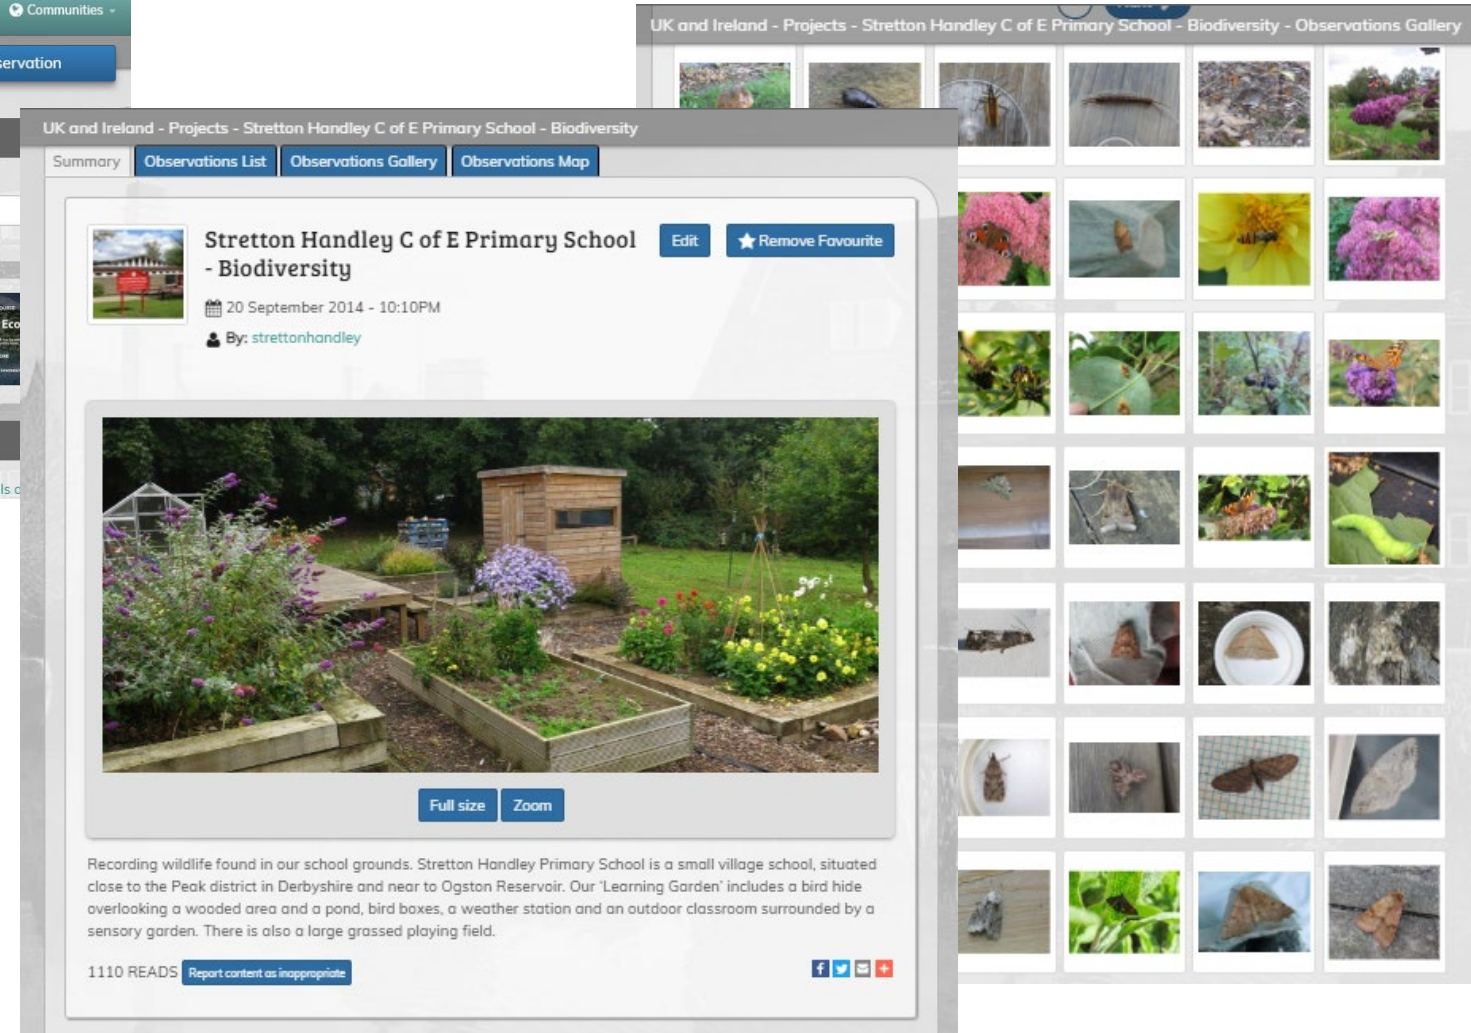 Communities
ervation
Eco
ls c
UK and Ireland - Projects - Stretton Handley C of E Primary School - Biodiversity - Observations Gallery
UK and Ireland - Projects - Stretton Handley C of E Primary School - Biodiversity
Summary
Observations List
Observations Gallery
Observations Map
Stretton Handley C of E Primary School
- Biodiversity
Edit
Remove Favourite
20 September 2014 - 10:10PM
By: strettonhandley
Full size
Zoom
Recording wildlife found in our school grounds. Stretton Handley Primary School is a small village school, situated
close to the Peak district in Derbyshire and near to Ogston Reservoir. Our 'Learning Garden' includes a bird hide
overlooking a wooded area and a pond, bird boxes, a weather station and an outdoor classroom surrounded by a
sensory garden. There is also a large grassed playing field.
1110 READS
Report content as inappropriate